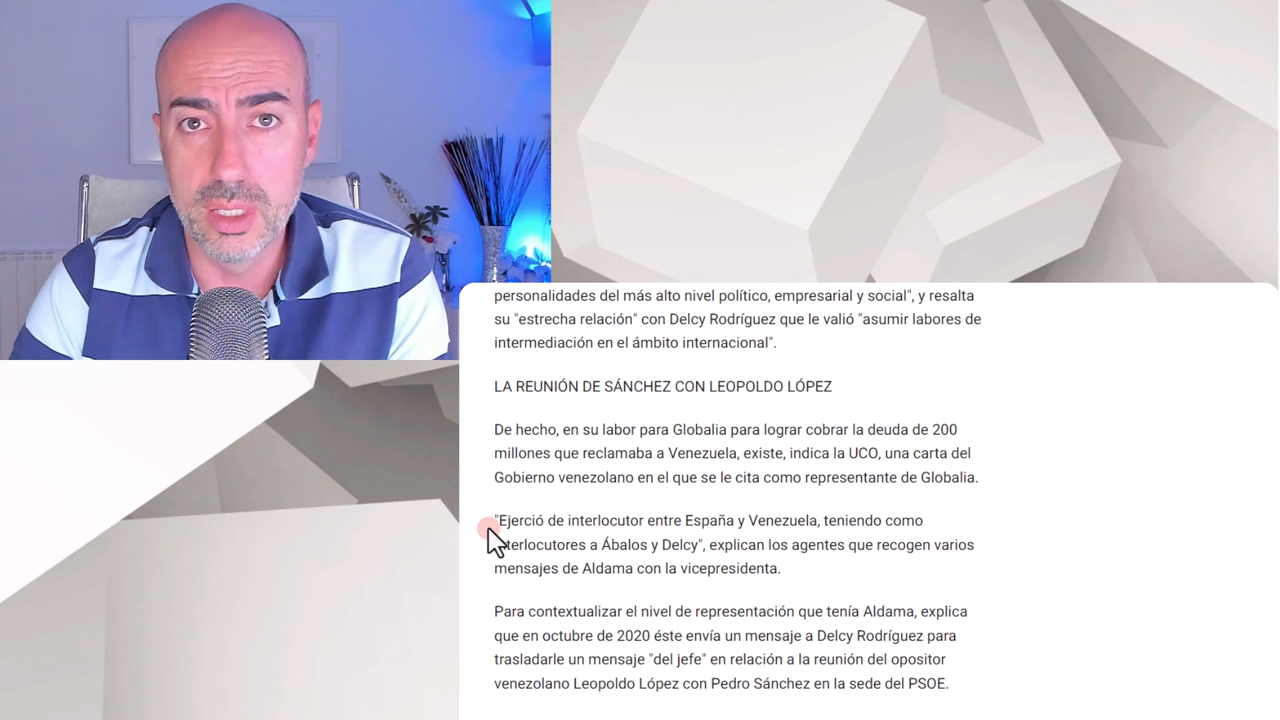 personalidades del más alto nivel político, empresarial y social", y resalta
su "estrecha relación" con Delcy Rodríguez que le valió "asumir labores de
intermediación en el ámbito internacional".
LA REUNIÓN DE SÁNCHEZ CON LEOPOLDO LÓPEZ
De hecho, en su labor para Globalia para lograr cobrar la deuda de 200
millones que reclamaba a Venezuela, existe, indica la UCO, una carta del
Gobierno venezolano en el que se le cita como representante de Globalia.
"Ejerció de interlocutor entre España y Venezuela, teniendo como
interlocutores a Ábalos y Delcy", explican los agentes que recogen varios
mensajes de Aldama con la vicepresidenta.
Para contextualizar el nivel de representación que tenía Aldama, explica
que en octubre de 2020 éste envía un mensaje a Delcy Rodríguez para
trasladarle un mensaje "del jefe" en relación a la reunión del opositor
venezolano Leopoldo López con Pedro Sánchez en la sede del PSOE.